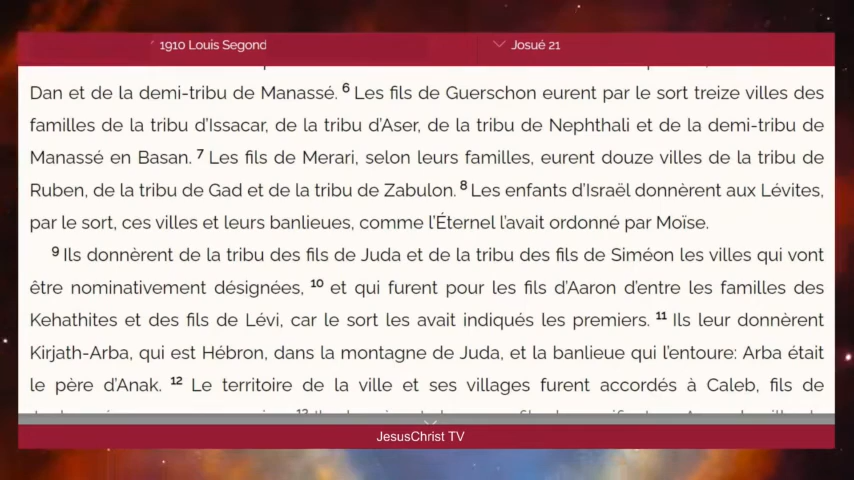 1910 Louis Segond
Josué 21
Dan et de la demi-tribu de Manassé. 6 Les fils de Guerschon eurent par le sort treize villes des
familles de la tribu d'Issacar, de la tribu d'Aser, de la tribu de Nephthali et de la demi-tribu de
Manassé en Basan. 7 Les fils de Merari, selon leurs familles, eurent douze villes de la tribu de
Ruben, de la tribu de Gad et de la tribu de Zabulon. 8 Les enfants d'Israël donnèrent aux Lévites,
par le sort, ces villes et leurs banlieues, comme l'Éternel l'avait ordonné par Moïse.
9 Ils donnèrent de la tribu des fils de Juda et de la tribu des fils de Siméon les villes qui vont
être nominativement désignées, 10 et qui furent pour les fils d'Aaron d'entre les familles des
Kehathites et des fils de Lévi, car le sort les avait indiqués les premiers. 11 Ils leur donnèrent
Kirjath-Arba, qui est Hébron, dans la montagne de Juda, et la banlieue qui l'entoure: Arba était
le père d'Anak. 12 Le territoire de la ville et ses villages furent accordés à Caleb, fils de
JesusChrist TV